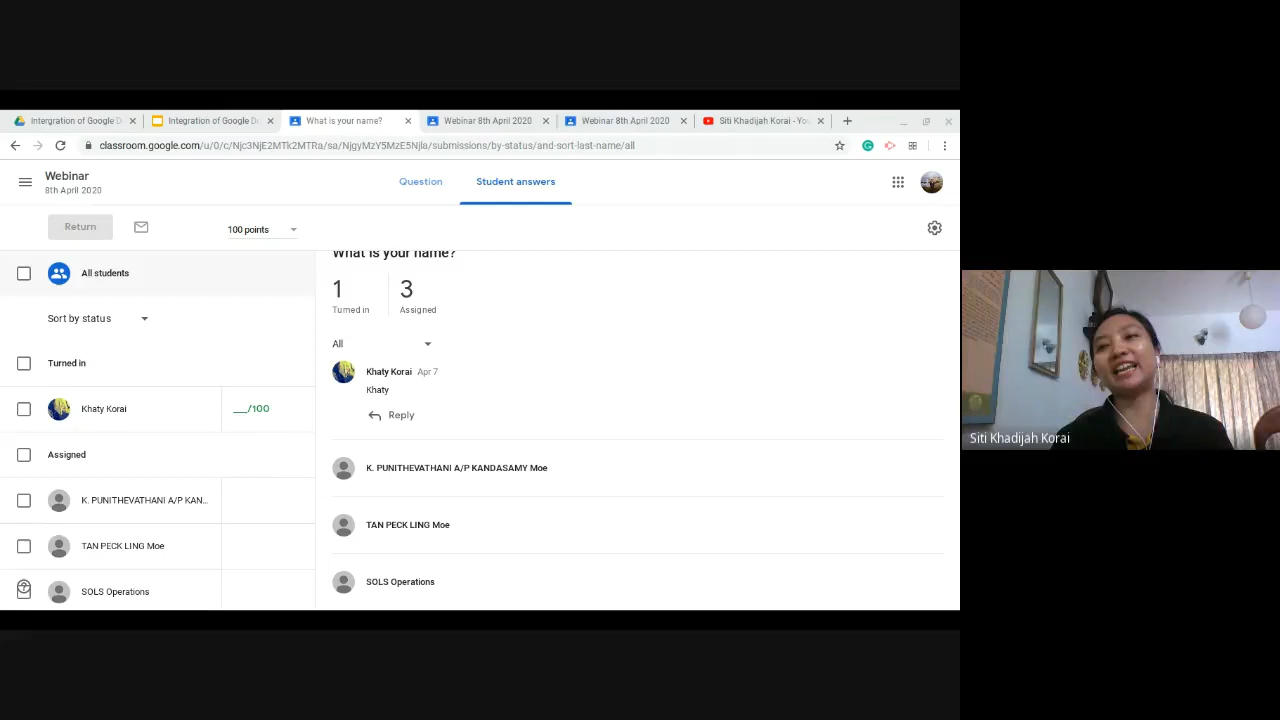 Intergration of Google D
Integration of Google D
What is your name?
Webinar 8th April 2020
Webinar 8th April 2020
Siti Khadijah Korai - You
classroom.google.com/u/0/c/Njc3NjE2MTk2MTRa/sa/NjgyMzY5MzE5Njla/submissions/by-status/and-sort-last-name/all
Webinar
8th April 2020
Question
Student answers
Return
100 points
All students
Sort by status
Turned in
Khaty Korai
__/100
Assigned
K. PUNITHEVATHANI A/P KAN...
TAN PECK LING Moe
SOLS Operations
What is your name?
1
Turned in
3
Assigned
All
Khaty Korai Apr 7
Khaty
Reply
K. PUNITHEVATHANI A/P KANDASAMY Moe
TAN PECK LING Moe
SOLS Operations
Siti Khadijah Korai